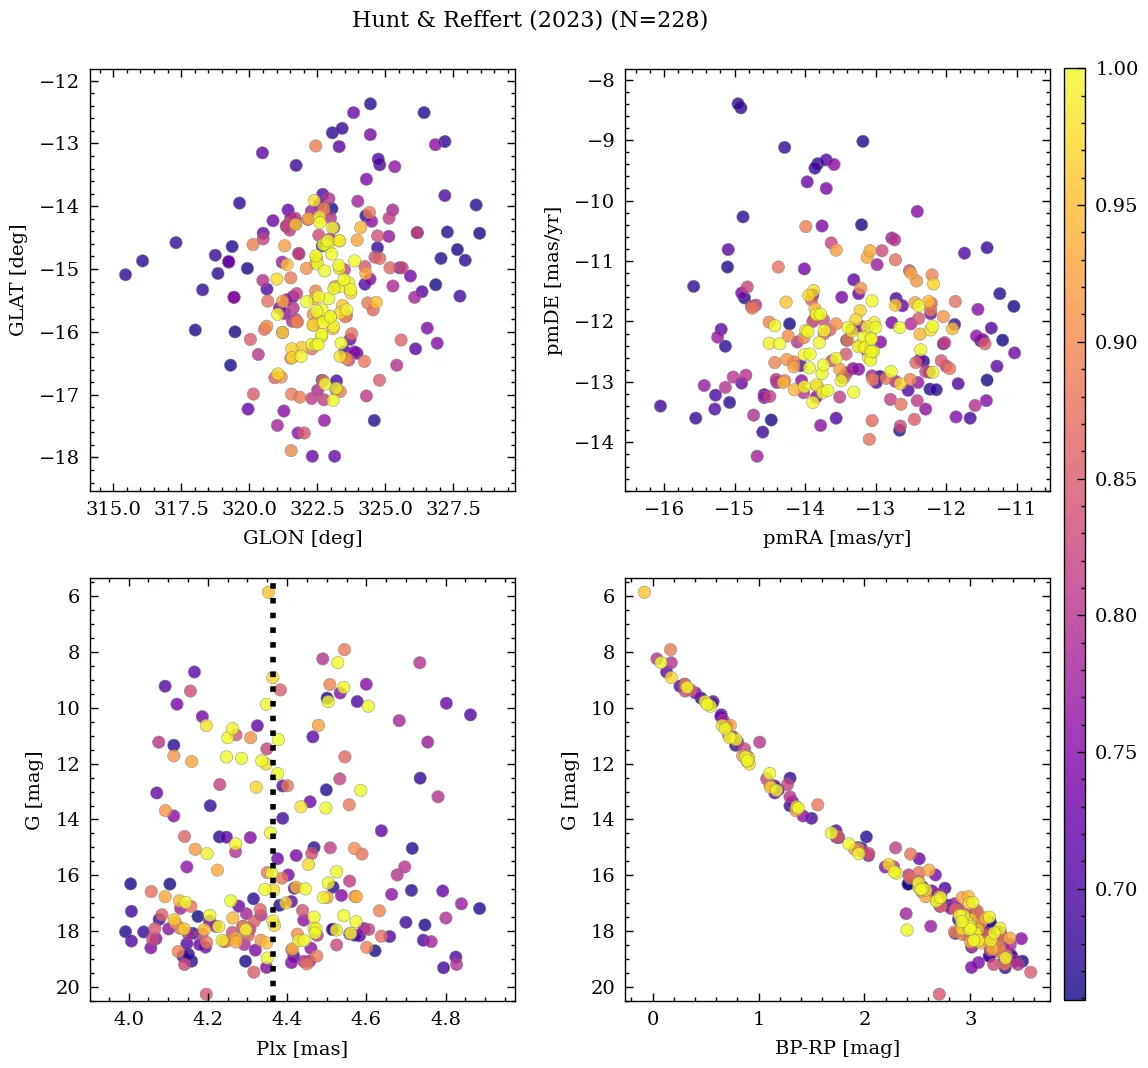 Hunt & Reffert (2023) (N=228)
−12
−13
−14
−15
−16
−17
−18
GLAT [deg]
315.0 317.5 320.0 322.5 325.0 327.5
GLON [deg]
−8
−9
−10
−11
−12
−13
−14
pmDE [mas/yr]
−16 −15 −14 −13 −12 −11
pmRA [mas/yr]
1.00
0.95
0.90
0.85
0.80
0.75
0.70
6
8
10
12
14
16
18
20
G [mag]
4.0 4.2 4.4 4.6 4.8
Plx [mas]
6
8
10
12
14
16
18
20
G [mag]
0 1 2 3
BP-RP [mag]